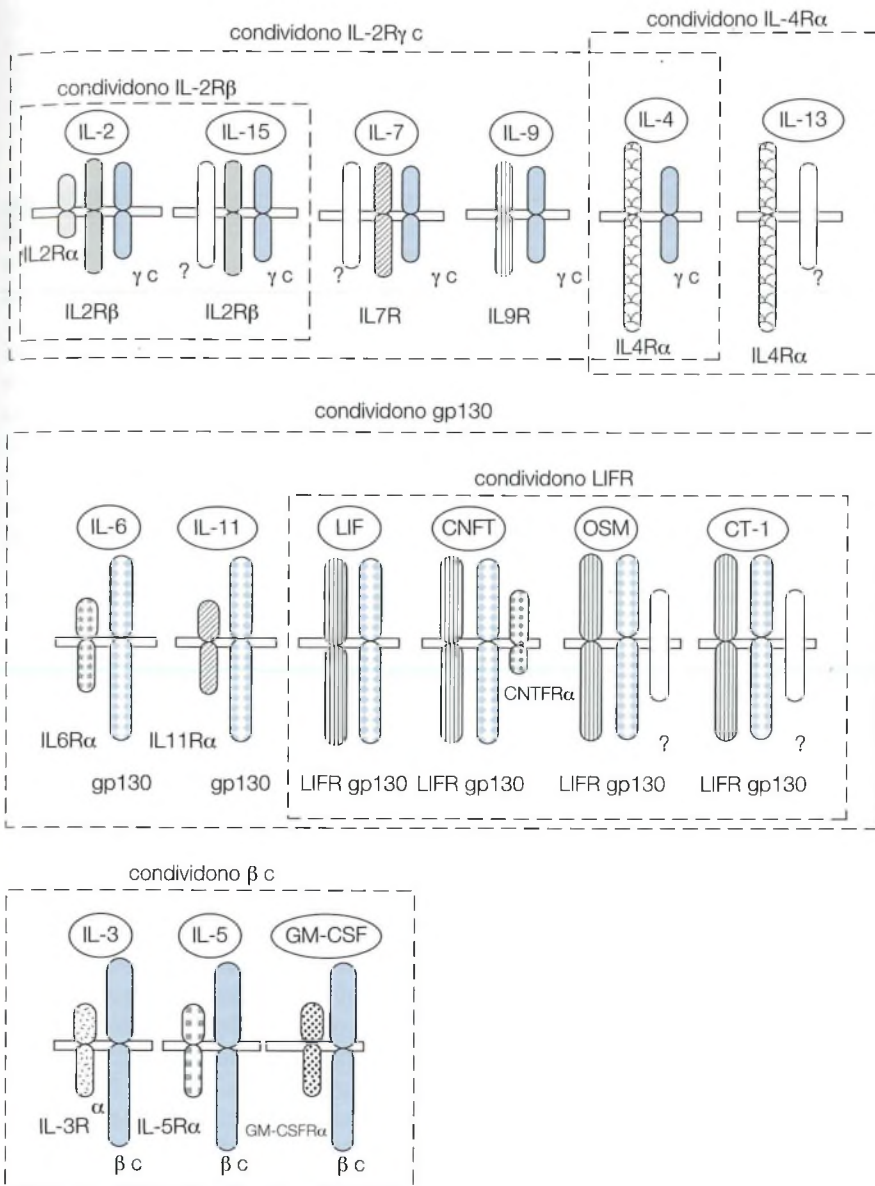 condividono IL-4Rα
condividono IL-2Rγ c
condividono IL-2Rβ
IL-2 IL-15 IL-7 IL-9 IL-4 IL-13
IL2Rα ? γ c γ c ? γ c γ c γ c ?
IL2Rβ IL2Rβ IL7R IL9R IL4Rα IL4Rα
condividono gp130
condividono LIFR
IL-6 IL-11 LIF CNFT OSM CT-1
CNTFRα
IL6Rα IL11Rα ? ?
gp130 gp130 LIFR gp130 LIFR gp130 LIFR gp130 LIFR gp130
condividono β c
IL-3 IL-5 GM-CSF
IL-3R α IL-5Rα GM-CSFRα
β c β c β c